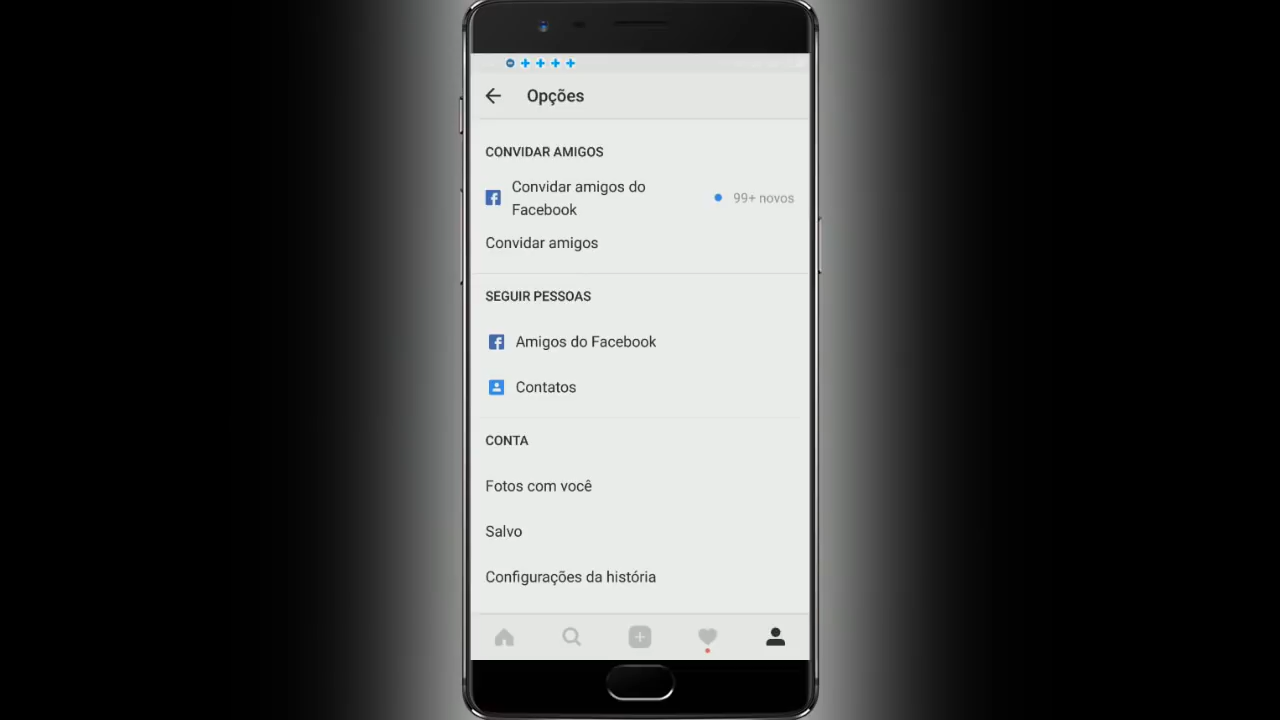 Opções
CONVIDAR AMIGOS
Convidar amigos do
Facebook
99+ novos
Convidar amigos
SEGUIR PESSOAS
Amigos do Facebook
Contatos
CONTA
Fotos com você
Salvo
Configurações da história